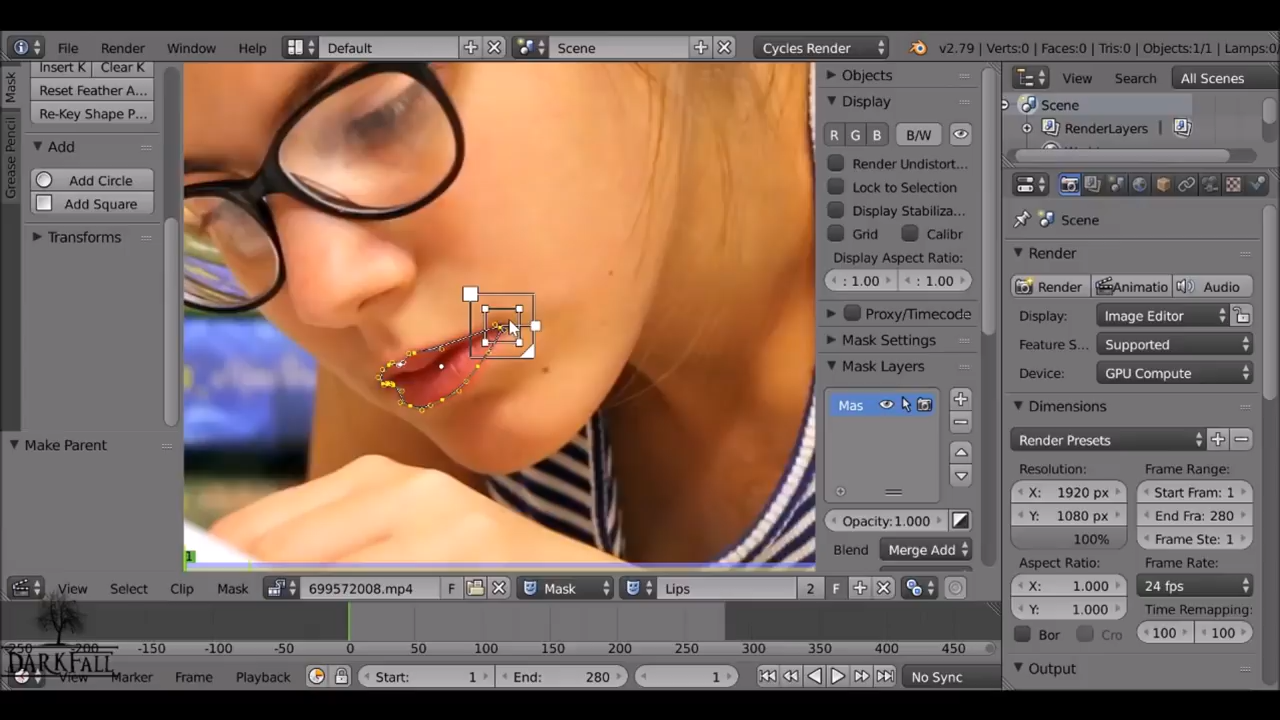 File Render Window Help Default Scene Cycles Render v2.79 | Verts:0 | Faces:0 | Tris:0 | Objects:1/1 | Lamps:0/
Insert K Clear K
Reset Feather A...
Re-Key Shape P...
Add
Add Circle
Add Square
Transforms
Make Parent
Mask
Grease Pencil
1
Objects
Display
R G B B/W
Render Undistort...
Lock to Selection
Display Stabiliza...
Grid Calibr
Display Aspect Ratio:
: 1.00 : 1.00
Proxy/Timecode
Mask Settings
Mask Layers
Mas
Opacity:1.000
Blend Merge Add
View Search All Scenes
Scene
RenderLayers
Scene
Render
Render Animatio Audio
Display: Image Editor
Feature S... Supported
Device: GPU Compute
Dimensions
Render Presets
Resolution: Frame Range:
X: 1920 px Start Fram: 1
Y: 1080 px End Fra: 280
100% Frame Ste: 1
Aspect Ratio: Frame Rate:
X: 1.000 24 fps
Y: 1.000 Time Remapping:
Bor Cro 100 100
Output
View Select Clip Mask 699572008.mp4 F Mask Lips 2 F
-250 -200 -150 -100 -50 0 50 100 150 200 250 300 350 400 450
DARKFALL
View Marker Frame Playback Start: 1 End: 280 1 No Sync